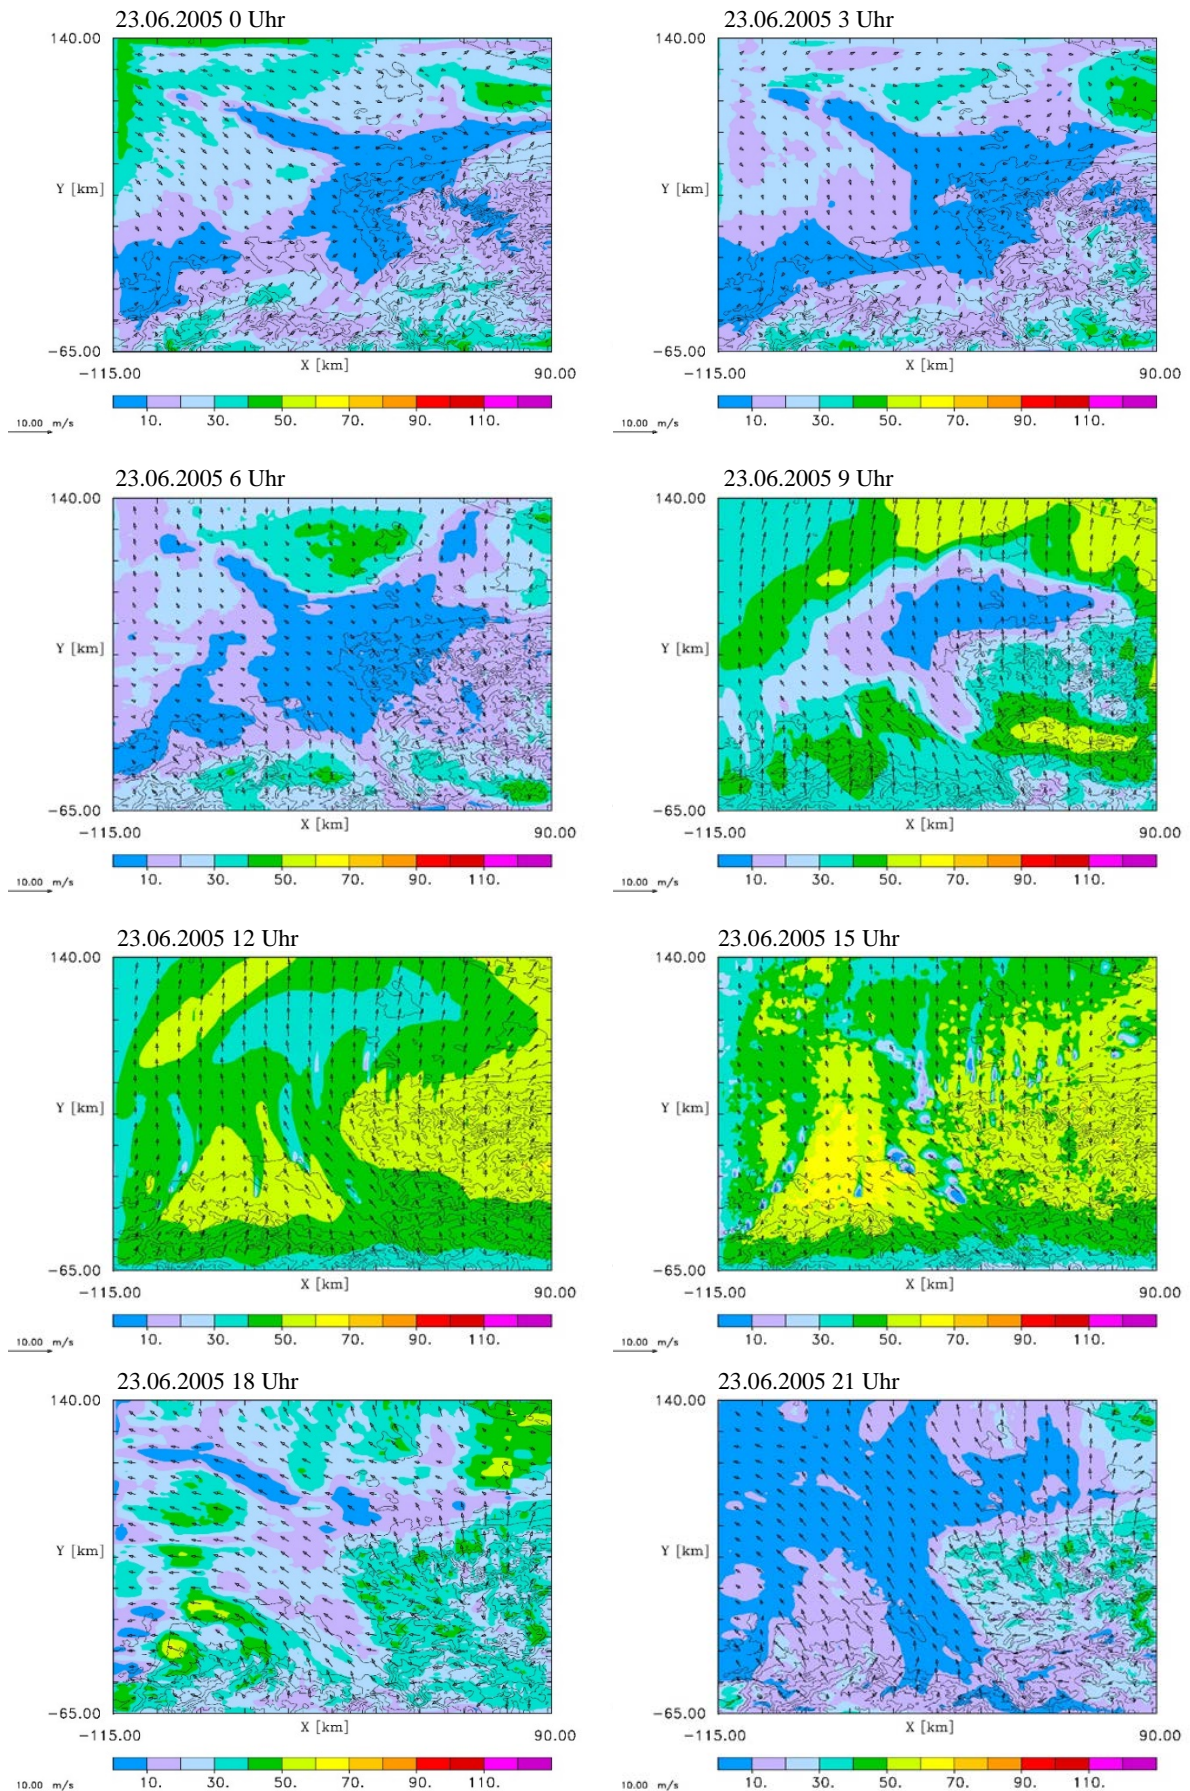 23.06.2005 0 Uhr
140.00
Y [km]
-65.00
-115.00
X [km]
90.00
10. 30. 50. 70. 90. 110.
10.00 m/s
23.06.2005 3 Uhr
140.00
Y [km]
-65.00
-115.00
X [km]
90.00
10. 30. 50. 70. 90. 110.
10.00 m/s
23.06.2005 6 Uhr
140.00
Y [km]
-65.00
-115.00
X [km]
90.00
10. 30. 50. 70. 90. 110.
10.00 m/s
23.06.2005 9 Uhr
140.00
Y [km]
-65.00
-115.00
X [km]
90.00
10. 30. 50. 70. 90. 110.
10.00 m/s
23.06.2005 12 Uhr
140.00
Y [km]
-65.00
-115.00
X [km]
90.00
10. 30. 50. 70. 90. 110.
10.00 m/s
23.06.2005 15 Uhr
140.00
Y [km]
-65.00
-115.00
X [km]
90.00
10. 30. 50. 70. 90. 110.
10.00 m/s
23.06.2005 18 Uhr
140.00
Y [km]
-65.00
-115.00
X [km]
90.00
10. 30. 50. 70. 90. 110.
10.00 m/s
23.06.2005 21 Uhr
140.00
Y [km]
-65.00
-115.00
X [km]
90.00
10. 30. 50. 70. 90. 110.
10.00 m/s